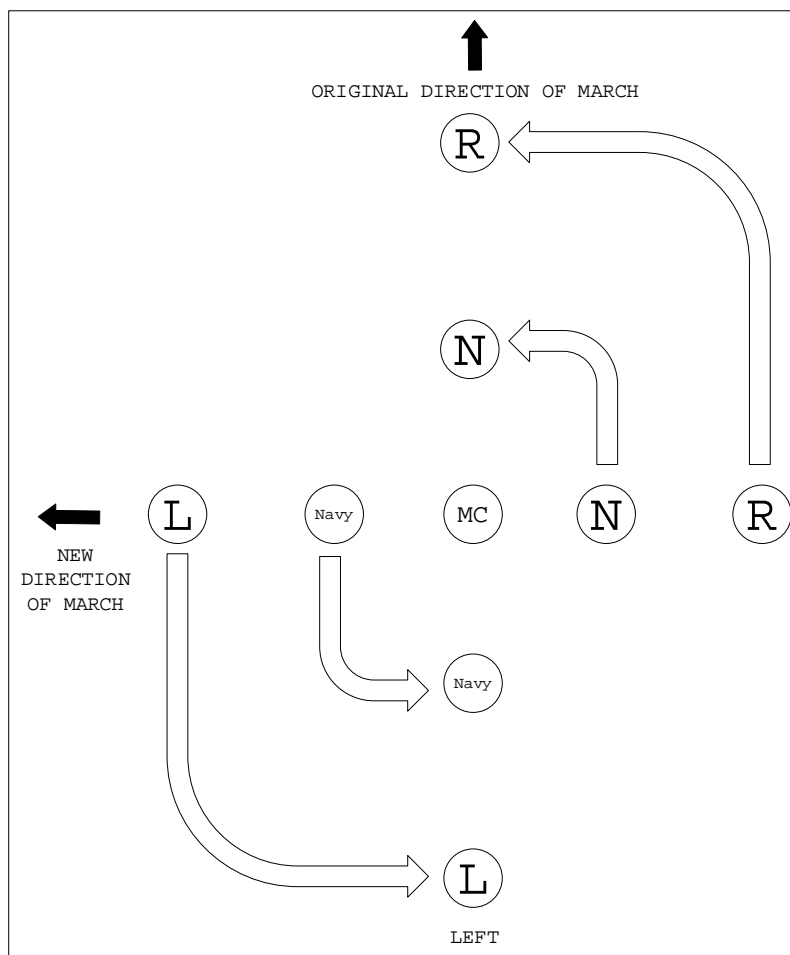 ORIGINAL DIRECTION OF MARCH
R
N
L Navy MC N R
NEW
DIRECTION
OF MARCH
Navy
L
LEFT